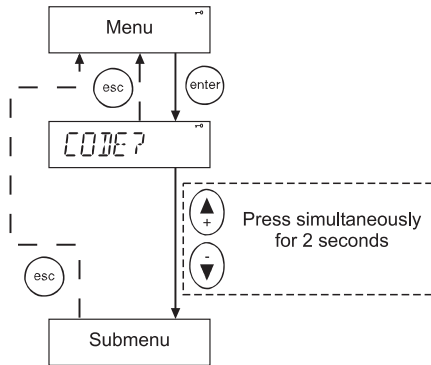 Menu
esc
enter
CODE?
▲
+
Press simultaneously
for 2 seconds
-
▼
esc
Submenu